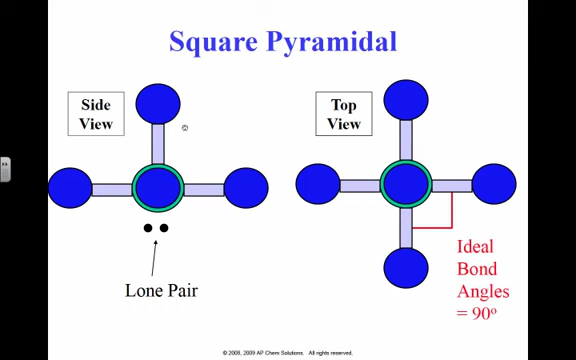 Square Pyramidal
Side
View
Top
View
Lone Pair
Ideal
Bond
Angles
= 90º
© 2008, 2009 AP Chem Solutions. All rights reserved.